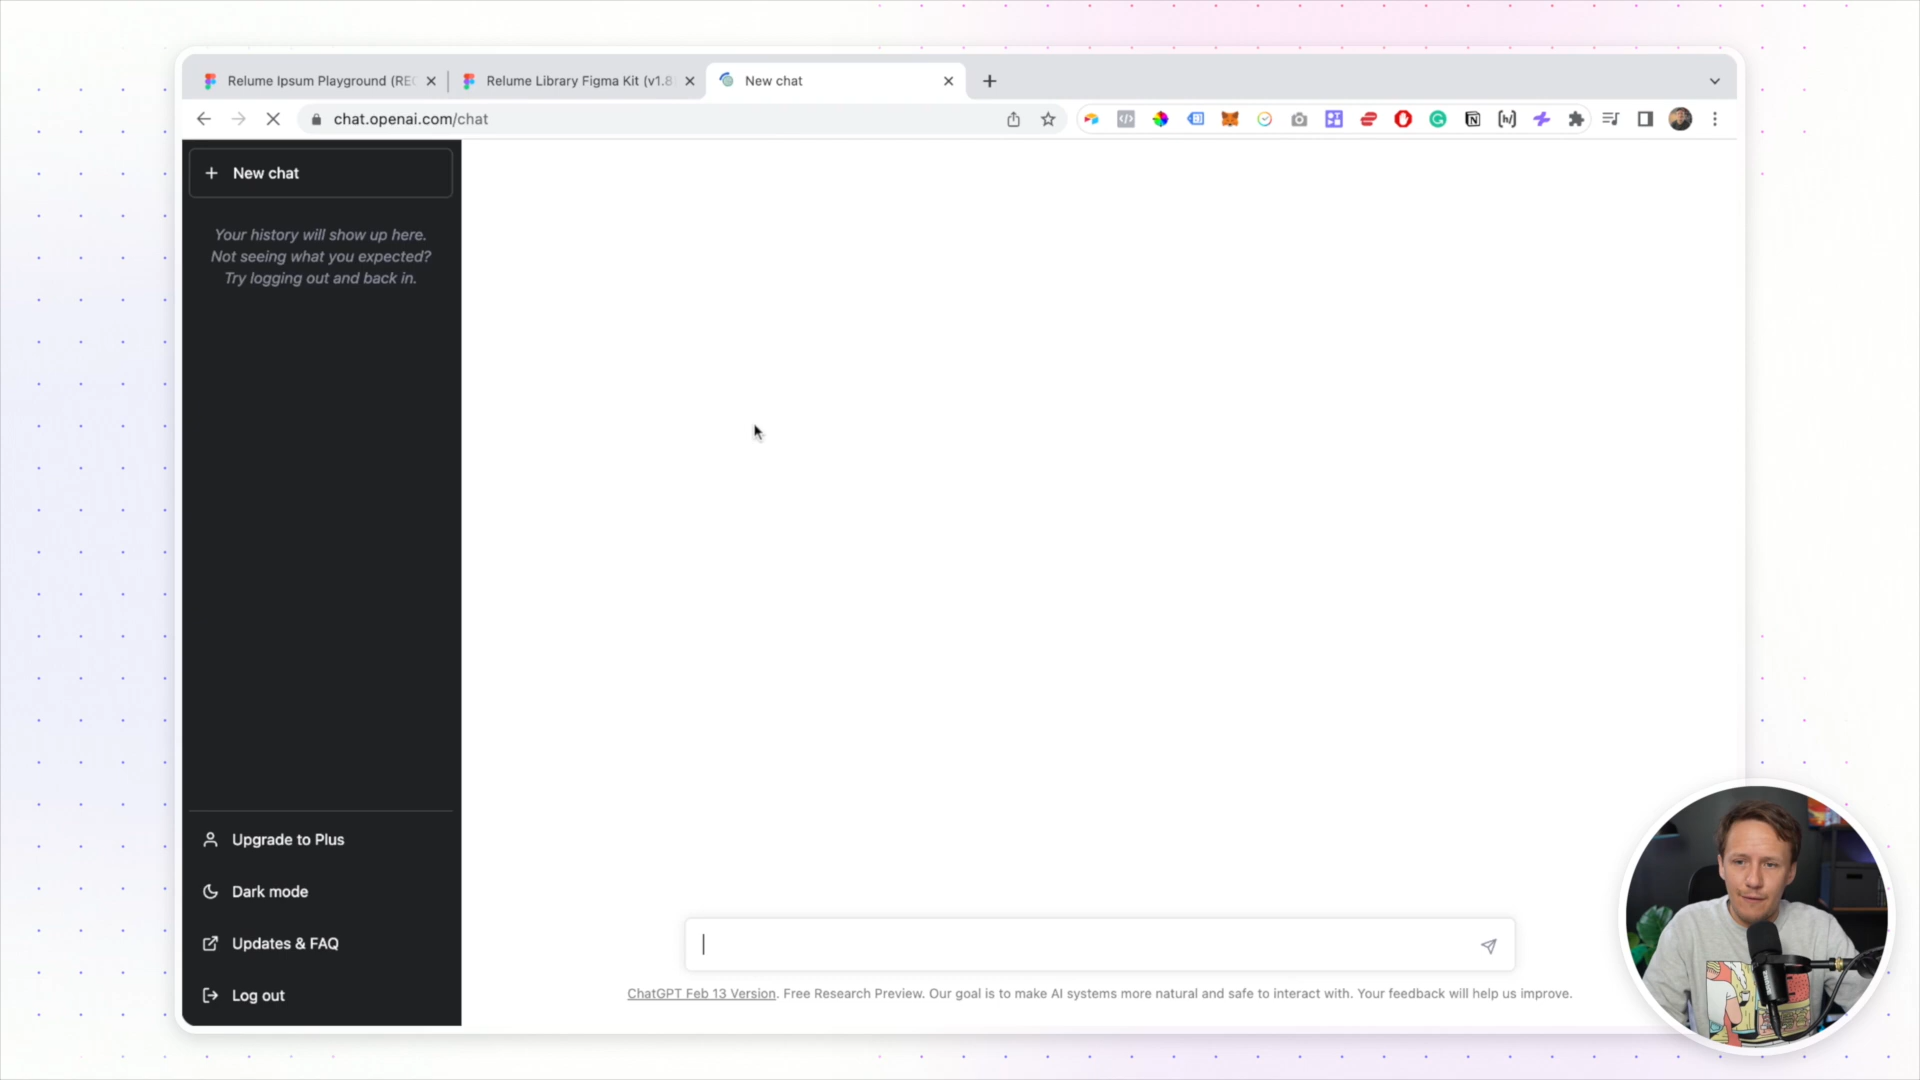 Relume Ipsum Playground (REC
Relume Library Figma Kit (v1.8
New chat
chat.openai.com/chat
New chat
Your history will show up here.
Not seeing what you expected?
Try logging out and back in.
Upgrade to Plus
Dark mode
Updates & FAQ
Log out
ChatGPT Feb 13 Version. Free Research Preview. Our goal is to make AI systems more natural and safe to interact with. Your feedback will help us improve.